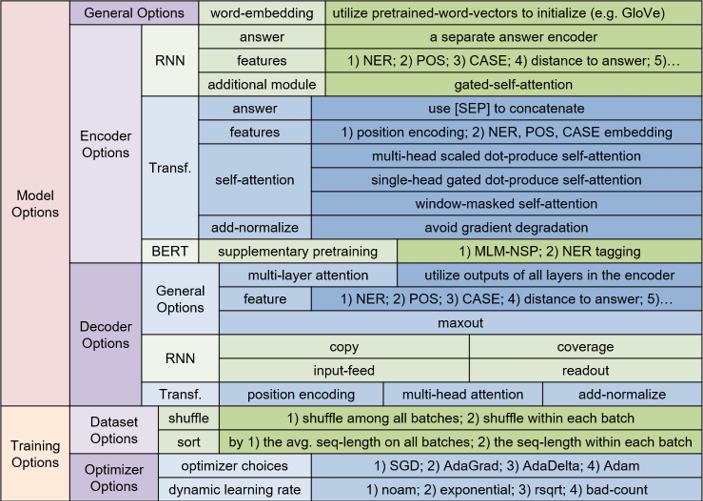 Model Options
General Options
word-embedding
utilize pretrained-word-vectors to initialize (e.g. GloVe)
Encoder Options
RNN
answer
a separate answer encoder
features
1) NER; 2) POS; 3) CASE; 4) distance to answer; 5)…
additional module
gated-self-attention
Transf.
answer
use [SEP] to concatenate
features
1) position encoding; 2) NER, POS, CASE embedding
self-attention
multi-head scaled dot-produce self-attention
single-head gated dot-produce self-attention
window-masked self-attention
add-normalize
avoid gradient degradation
BERT
supplementary pretraining
1) MLM-NSP; 2) NER tagging
Decoder Options
General Options
multi-layer attention
utilize outputs of all layers in the encoder
feature
1) NER; 2) POS; 3) CASE; 4) distance to answer; 5)…
maxout
RNN
copy
coverage
input-feed
readout
Transf.
position encoding
multi-head attention
add-normalize
Training Options
Dataset Options
shuffle
1) shuffle among all batches; 2) shuffle within each batch
sort
by 1) the avg. seq-length on all batches; 2) the seq-length within each batch
Optimizer Options
optimizer choices
1) SGD; 2) AdaGrad; 3) AdaDelta; 4) Adam
dynamic learning rate
1) noam; 2) exponential; 3) rsqrt; 4) bad-count